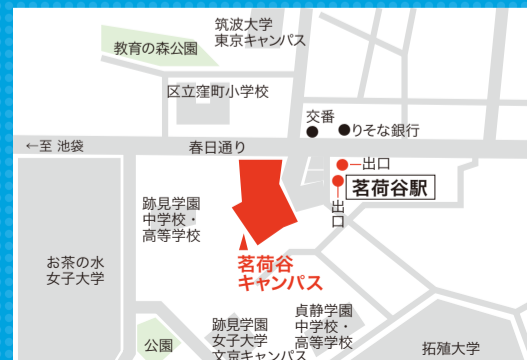 筑波大学
東京キャンパス
教育の森公園
区立窪町小学校
交番
りそな銀行
←至 池袋
春日通り
出口
茗荷谷駅
出口
跡見学園
中学校・
高等学校
お茶の水
女子大学
茗荷谷
キャンパス
貞静学園
中学校・
高等学校
跡見学園
女子大学
文京キャンパス
公園
拓殖大学